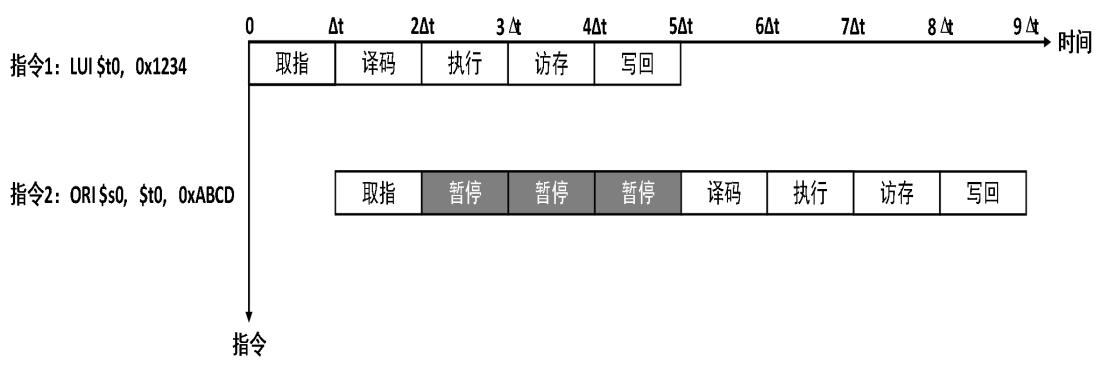 0 Δt 2Δt 3Δt 4Δt 5Δt 6Δt 7Δt 8Δt 9Δt
时间
指令1：LUI $t0，0x1234 取指 译码 执行 访存 写回
指令2：ORI $s0，$t0，0xABCD 取指 暂停 暂停 暂停 译码 执行 访存 写回
指令